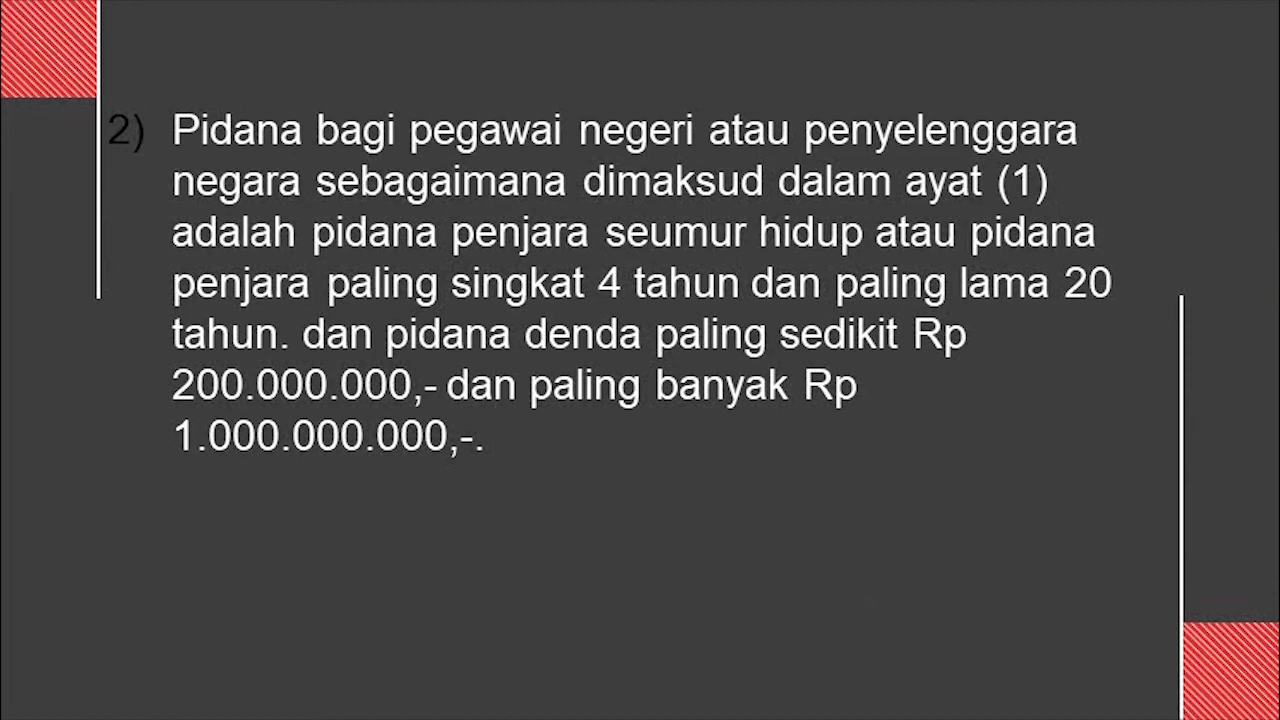 2) Pidana bagi pegawai negeri atau penyelenggara
negara sebagaimana dimaksud dalam ayat (1)
adalah pidana penjara seumur hidup atau pidana
penjara paling singkat 4 tahun dan paling lama 20
tahun. dan pidana denda paling sedikit Rp
200.000.000,- dan paling banyak Rp
1.000.000.000,-.